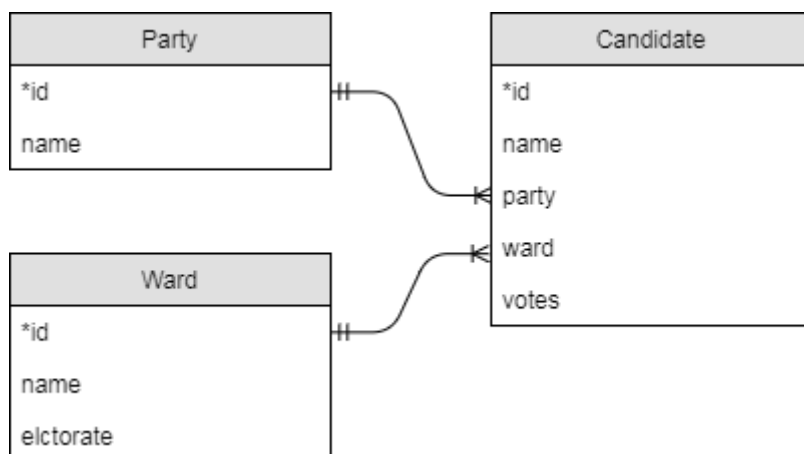 Party
*id
name
Candidate
*id
name
party
ward
votes
Ward
*id
name
elctorate